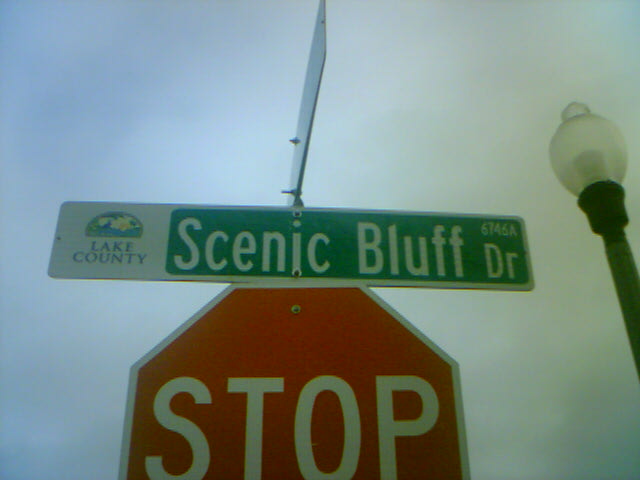 LAKE
COUNTY
Scenic Bluff Dr
6746A
STOP